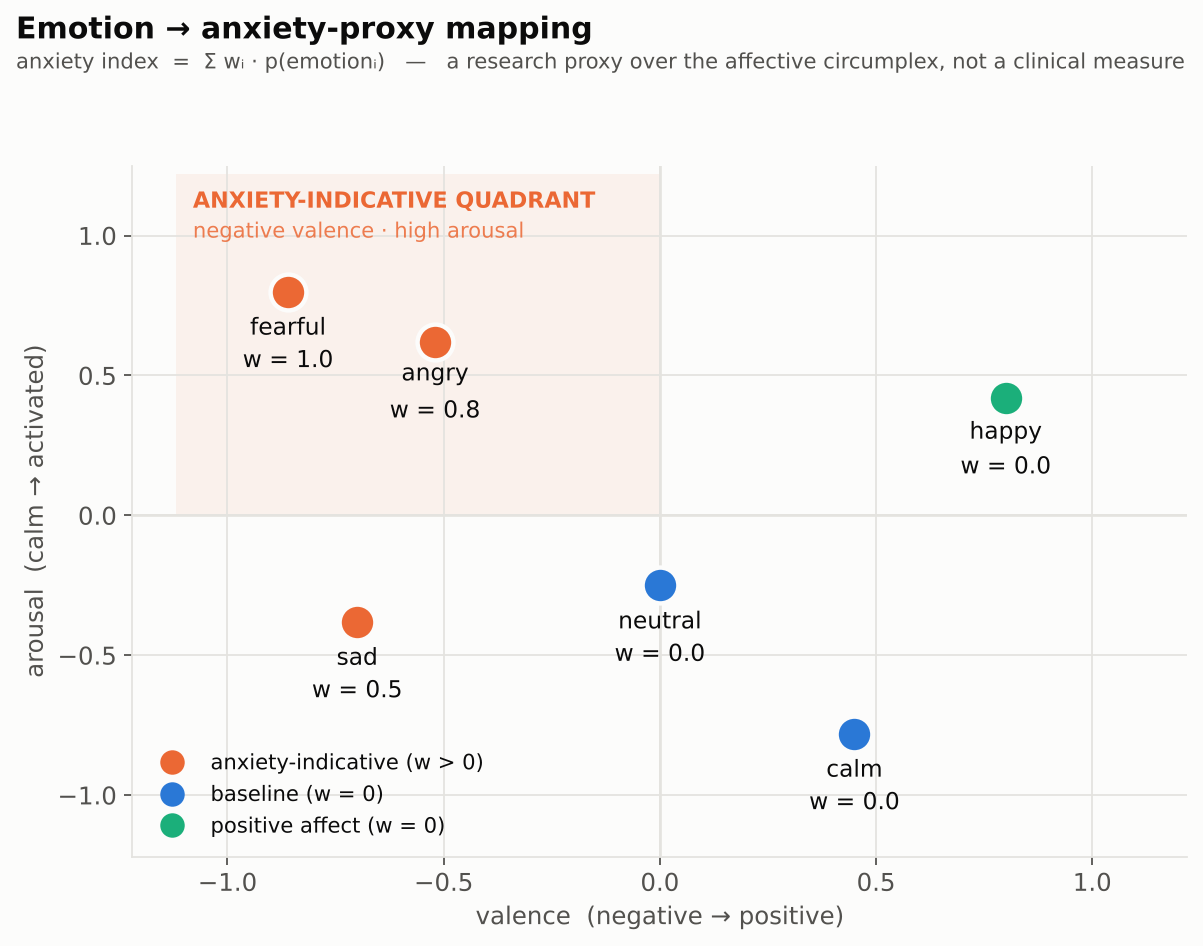 Emotion → anxiety-proxy mapping
anxiety index = Σ wᵢ · p(emotionᵢ) — a research proxy over the affective circumplex, not a clinical measure
ANXIETY-INDICATIVE QUADRANT
negative valence · high arousal
1.0
fearful
w = 1.0
angry
w = 0.8
0.5
happy
w = 0.0
0.0
neutral
w = 0.0
sad
w = 0.5
−0.5
calm
w = 0.0
−1.0
anxiety-indicative (w > 0)
baseline (w = 0)
positive affect (w = 0)
arousal (calm → activated)
−1.0 −0.5 0.0 0.5 1.0
valence (negative → positive)